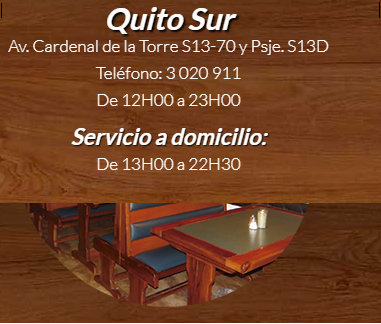 Quito Sur
Av. Cardenal de la Torre S13-70 y Psje. S13D
Teléfono: 3 020 911
De 12H00 a 23H00
Servicio a domicilio:
De 13H00 a 22H30